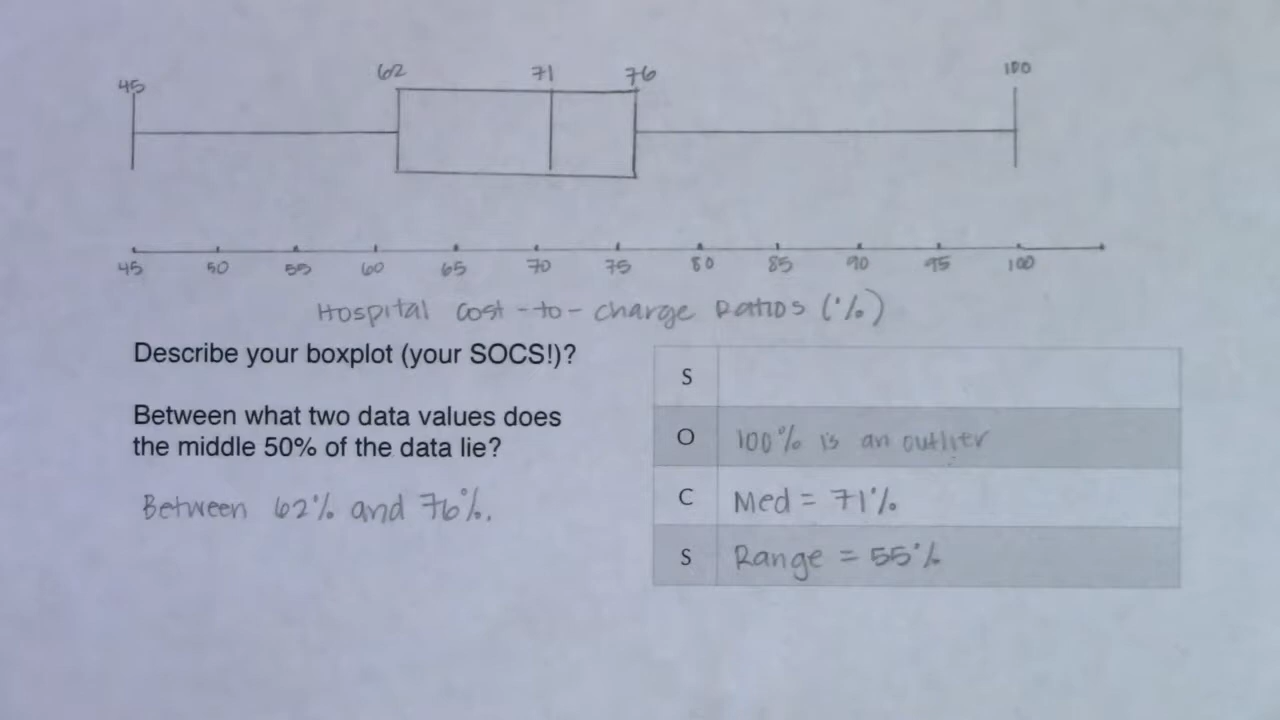 45 62 71 76 100
45 50 55 60 65 70 75 80 85 90 95 100
Hospital Cost-to-charge Ratios (%)
Describe your boxplot (your SOCS!)?
Between what two data values does
the middle 50% of the data lie?
Between 62% and 76%.
S
O 100% is an outlier
C Med = 71%
S Range = 55%